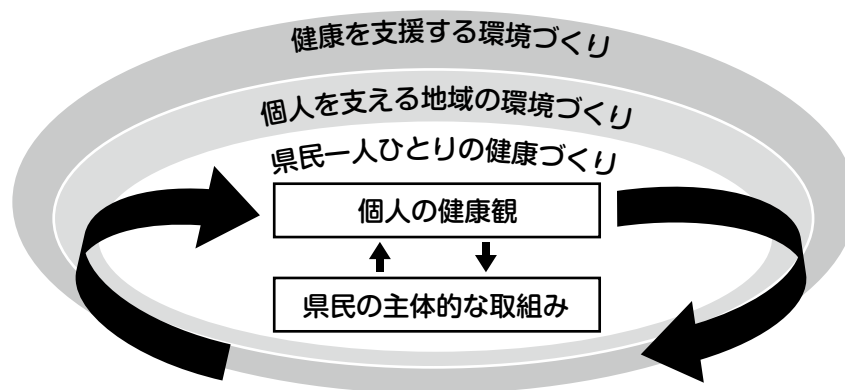 健康を支援する環境づくり
個人を支える地域の環境づくり
県民一人ひとりの健康づくり
個人の健康観
県民の主体的な取組み